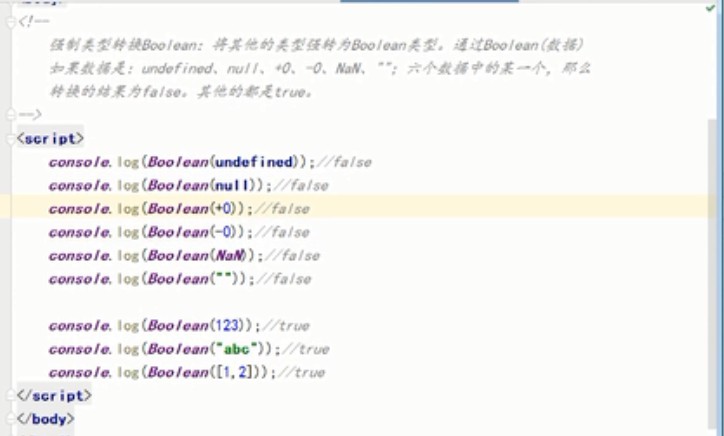 <!--
强制类型转换Boolean: 将其他的类型强转为Boolean类型。通过Boolean(数据)
如果数据是: undefined、null、+0、-0、NaN、""; 六个数据中的某一个, 那么
转换的结果为false。其他的都是true。
-->
<script>
console.log(Boolean(undefined));//false
console.log(Boolean(null));//false
console.log(Boolean(+0));//false
console.log(Boolean(-0));//false
console.log(Boolean(NaN));//false
console.log(Boolean(""));//false
console.log(Boolean(123));//true
console.log(Boolean("abc"));//true
console.log(Boolean([1,2]));//true
</script>
</body>